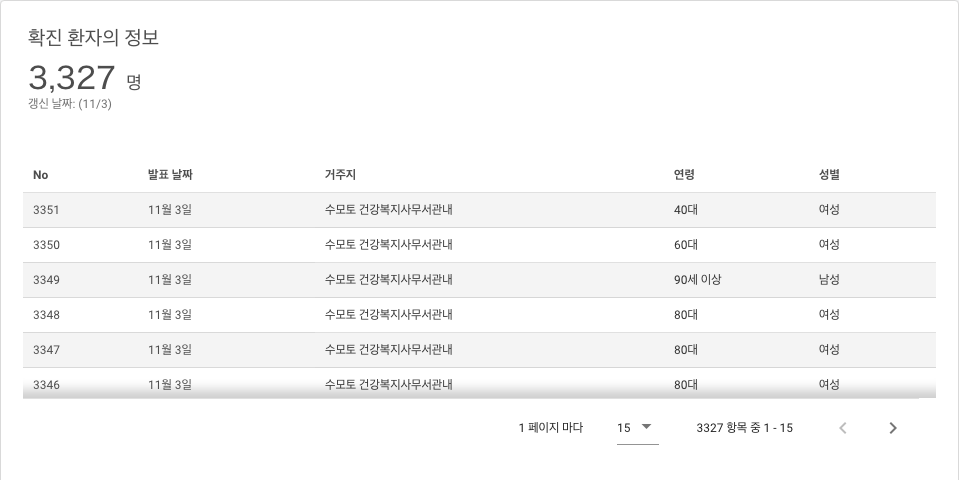 확진 환자의 정보
3,327 명
갱신 날짜: (11/3)
No 발표 날짜 거주지 연령 성별
3351 11월 3일 수모토 건강복지사무서관내 40대 여성
3350 11월 3일 수모토 건강복지사무서관내 60대 여성
3349 11월 3일 수모토 건강복지사무서관내 90세 이상 남성
3348 11월 3일 수모토 건강복지사무서관내 80대 여성
3347 11월 3일 수모토 건강복지사무서관내 80대 여성
3346 11월 3일 수모토 건강복지사무서관내 80대 여성
1 페이지 마다 15 3327 항목 중 1 - 15